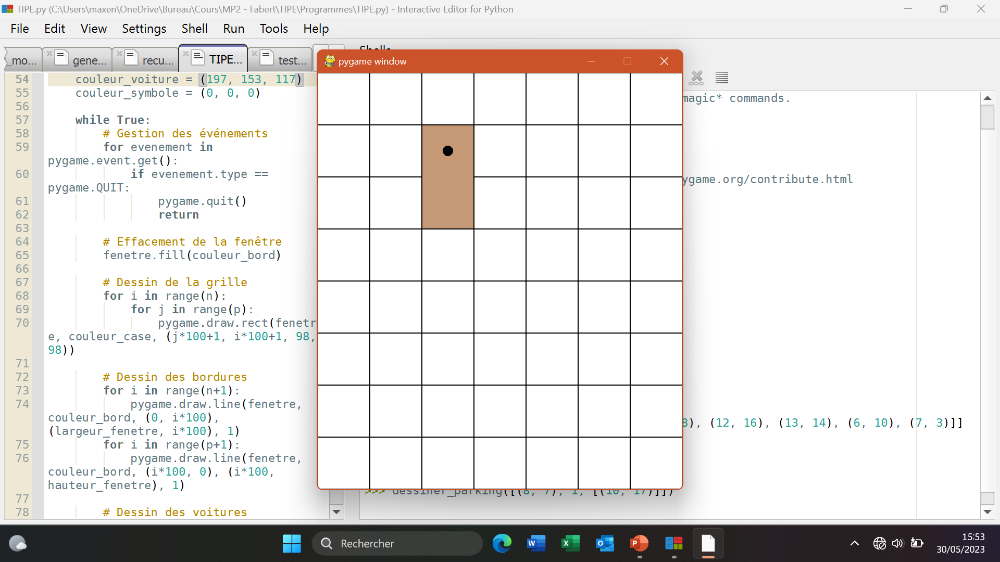 TIPE.py (C:\Users\maxen\OneDrive\Bureau\Cours\MP2 - Fabert\TIPE\Programmes\TIPE.py) - Interactive Editor for Python
File Edit View Settings Shell Run Tools Help
_mo... gene... recu... TIPE... test...
Shells
pygame window
54 couleur_voiture = (197, 153, 117)
55 couleur_symbole = (0, 0, 0)
56
57 while True:
58 # Gestion des événements
59 for evenement in
pygame.event.get():
60 if evenement.type ==
pygame.QUIT:
61 pygame.quit()
62 return
63
64 # Effacement de la fenêtre
65 fenetre.fill(couleur_bord)
66
67 # Dessin de la grille
68 for i in range(n):
69 for j in range(p):
70 pygame.draw.rect(fenetr
e, couleur_case, (j*100+1, i*100+1, 98,
98))
71
72 # Dessin des bordures
73 for i in range(n+1):
74 pygame.draw.line(fenetre,
couleur_bord, (0, i*100),
(largeur_fenetre, i*100), 1)
75 for i in range(p+1):
76 pygame.draw.line(fenetre,
couleur_bord, (i*100, 0), (i*100,
hauteur_fenetre), 1)
77
78 # Dessin des voitures
magic* commands.
ygame.org/contribute.html
8), (12, 16), (13, 14), (6, 10), (7, 3)]]
>>> dessiner_parking([(8, 7), 1, [(10, 17)]])
Rechercher
15:53
30/05/2023